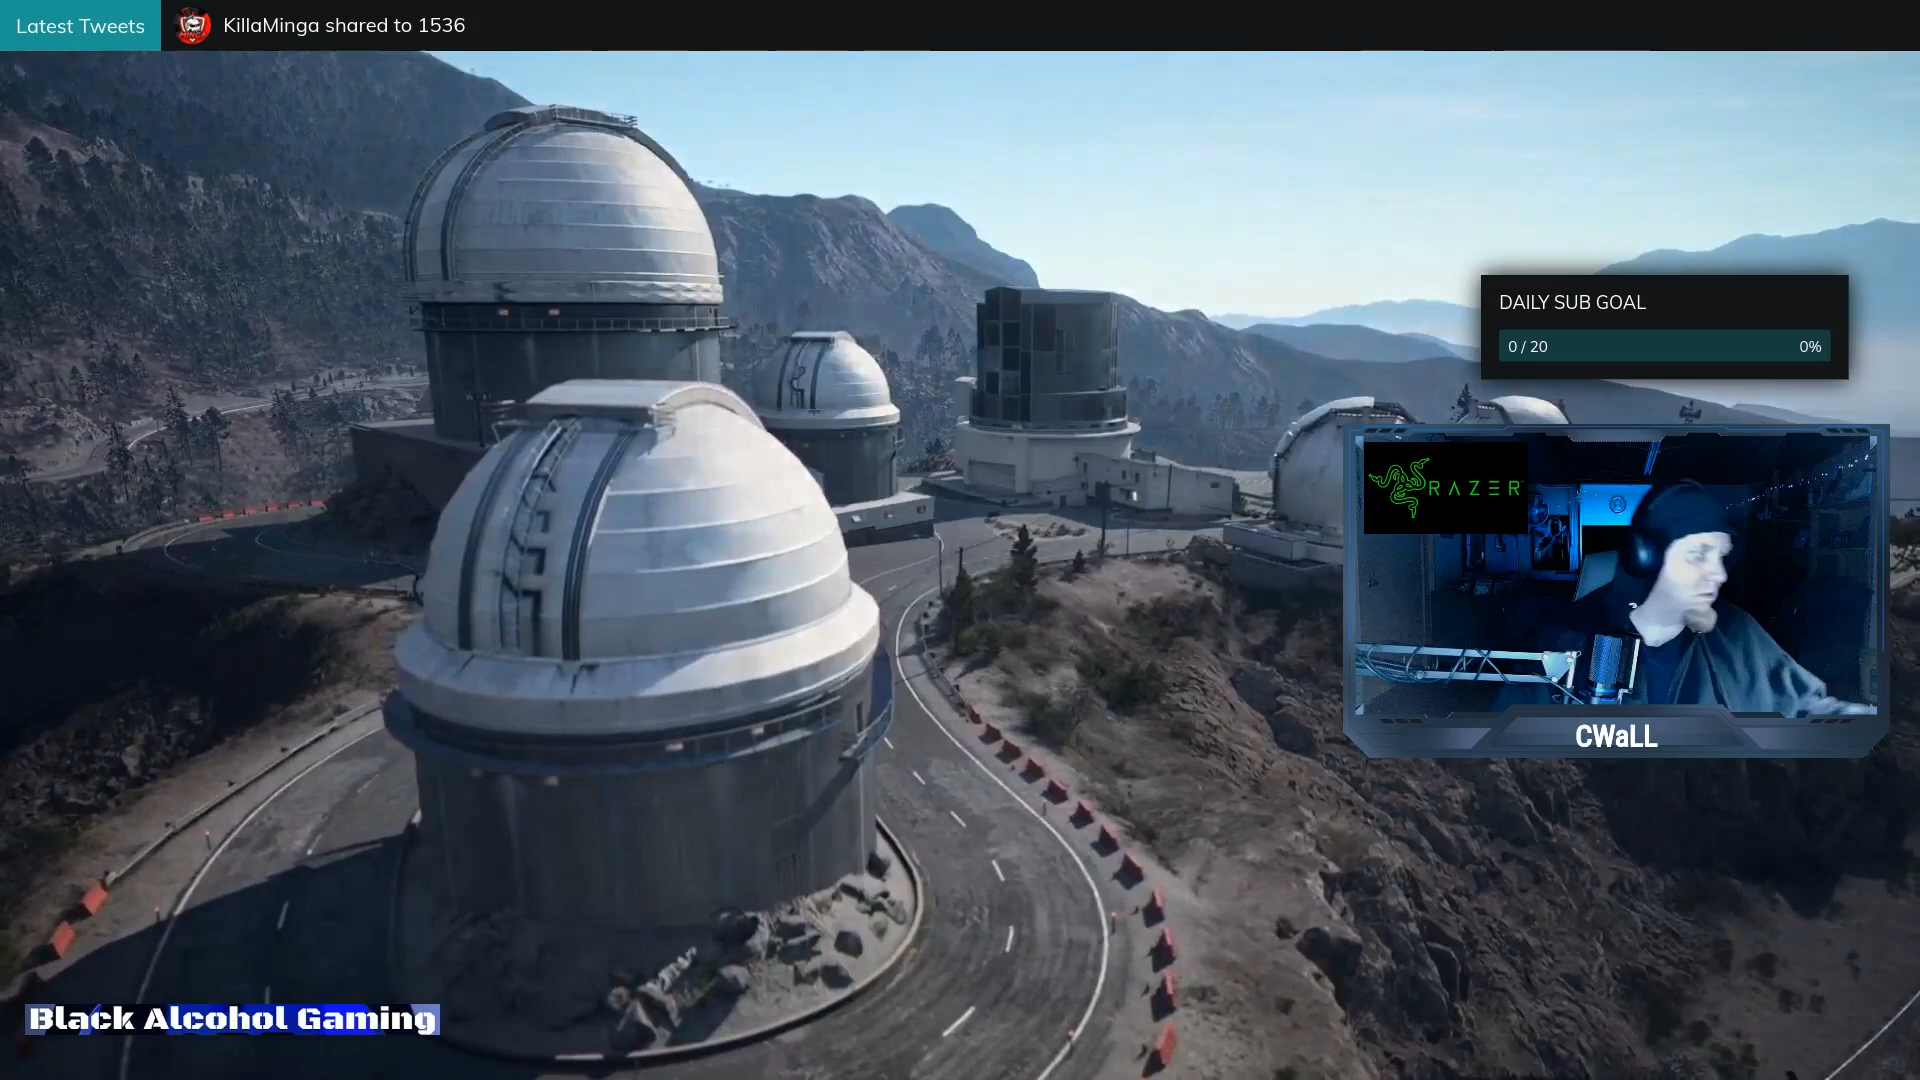 Latest Tweets
KillaMinga shared to 1536
DAILY SUB GOAL
0 / 20 0%
RAZER
CWaLL
Black Alcohol Gaming